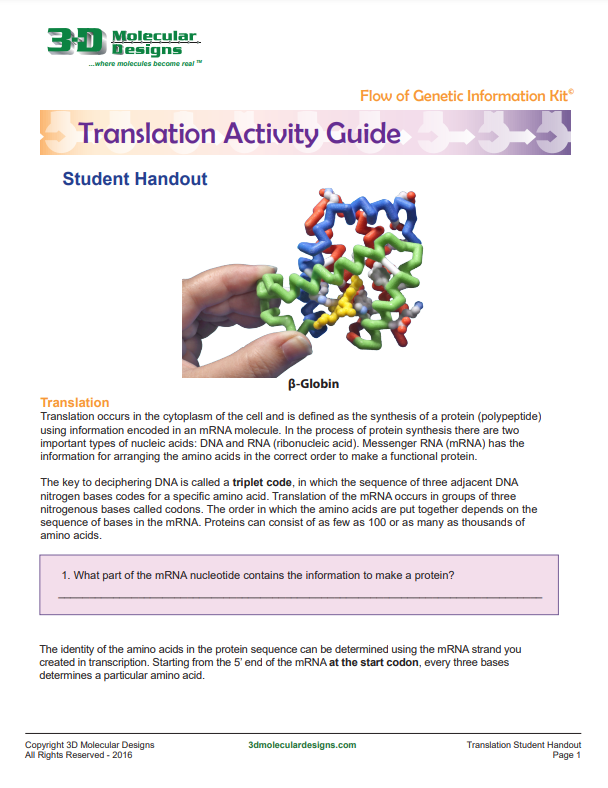 3-D Molecular
Designs
...where molecules become real ™
Flow of Genetic Information Kit©
Translation Activity Guide
Student Handout
β-Globin
Translation
Translation occurs in the cytoplasm of the cell and is defined as the synthesis of a protein (polypeptide)
using information encoded in an mRNA molecule. In the process of protein synthesis there are two
important types of nucleic acids: DNA and RNA (ribonucleic acid). Messenger RNA (mRNA) has the
information for arranging the amino acids in the correct order to make a functional protein.
The key to deciphering DNA is called a triplet code, in which the sequence of three adjacent DNA
nitrogen bases codes for a specific amino acid. Translation of the mRNA occurs in groups of three
nitrogenous bases called codons. The order in which the amino acids are put together depends on the
sequence of bases in the mRNA. Proteins can consist of as few as 100 or as many as thousands of
amino acids.
1. What part of the mRNA nucleotide contains the information to make a protein?
The identity of the amino acids in the protein sequence can be determined using the mRNA strand you
created in transcription. Starting from the 5' end of the mRNA at the start codon, every three bases
determines a particular amino acid.
Copyright 3D Molecular Designs
All Rights Reserved - 2016
3dmoleculardesigns.com
Translation Student Handout
Page 1